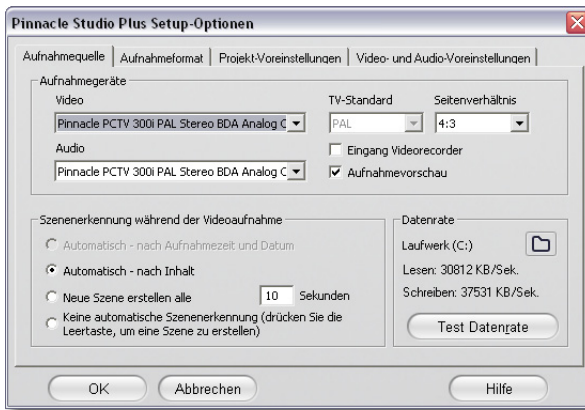 Pinnacle Studio Plus Setup-Optionen
Aufnahmequelle Aufnahmeformat Projekt-Voreinstellungen Video- und Audio-Voreinstellungen
Aufnahmegeräte
Video TV-Standard Seitenverhältnis
Pinnacle PCTV 300i PAL Stereo BDA Analog C PAL 4:3
Audio Eingang Videorecorder
Pinnacle PCTV 300i PAL Stereo BDA Analog C Aufnahmevorschau
Szenenerkennung während der Videoaufnahme
Automatisch - nach Aufnahmezeit und Datum
Automatisch - nach Inhalt
Neue Szene erstellen alle 10 Sekunden
Keine automatische Szenenerkennung (drücken Sie die
Leertaste, um eine Szene zu erstellen)
Datenrate
Laufwerk (C:)
Lesen: 30812 KB/Sek.
Schreiben: 37531 KB/Sek.
Test Datenrate
OK Abbrechen Hilfe